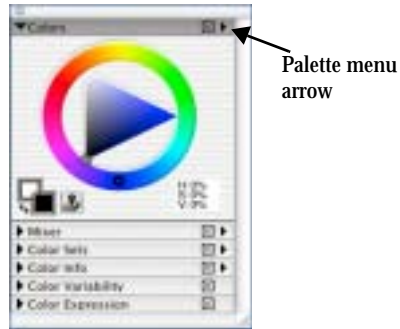 Colors
Palette menu
arrow
Mixer
Color Sets
Color Info
Color Variability
Color Expression